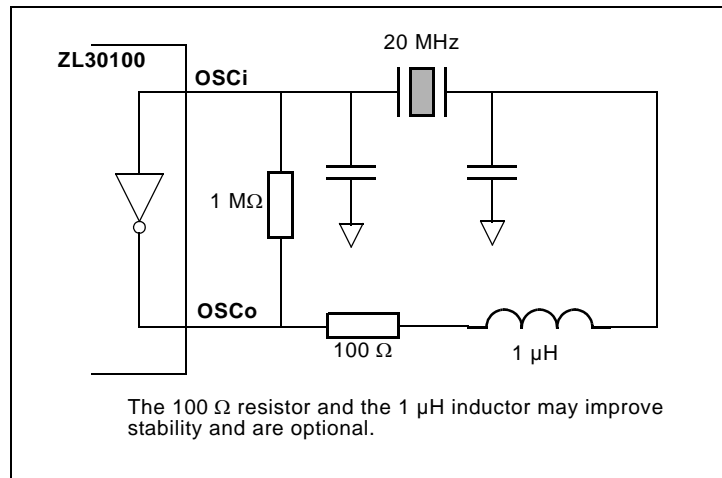 20 MHz
ZL30100
OSCi
1 MΩ
OSCo
100 Ω
1 µH
The 100 Ω resistor and the 1 µH inductor may improve
stability and are optional.